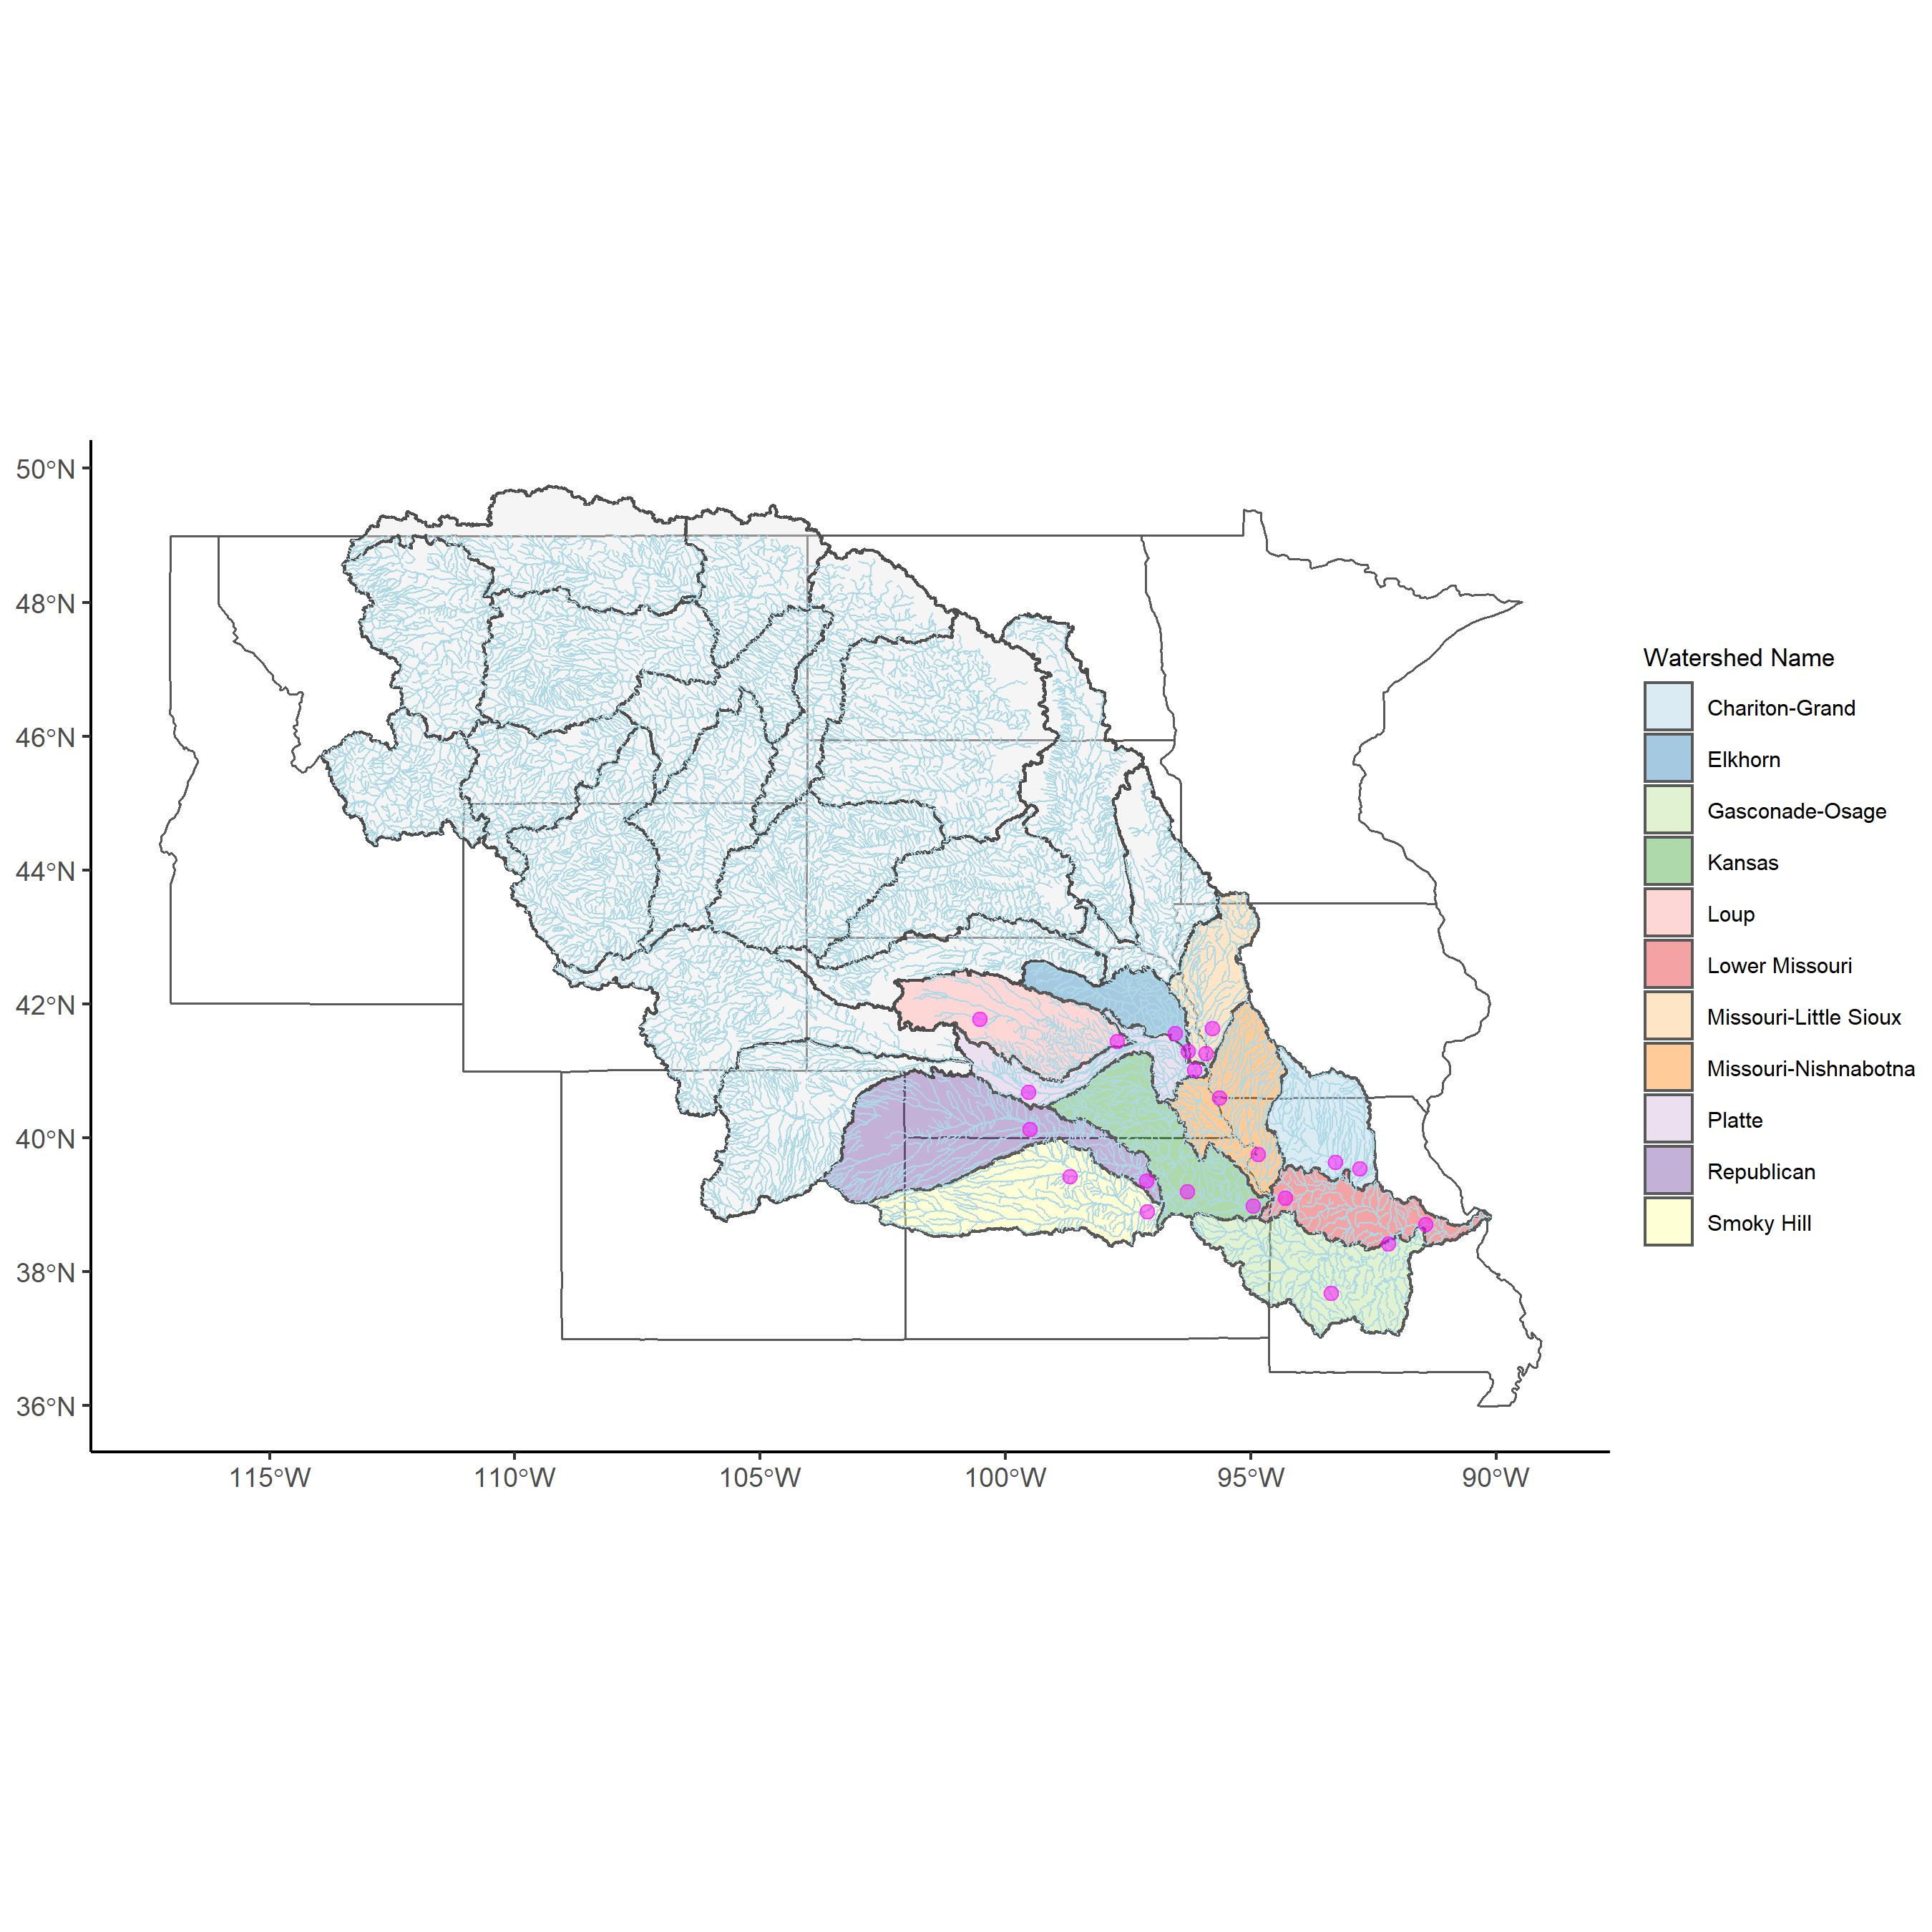 50°N
48°N
46°N
44°N
42°N
40°N
38°N
36°N
115°W 110°W 105°W 100°W 95°W 90°W
Watershed Name
Chariton-Grand
Elkhorn
Gasconade-Osage
Kansas
Loup
Lower Missouri
Missouri-Little Sioux
Missouri-Nishnabotna
Platte
Republican
Smoky Hill